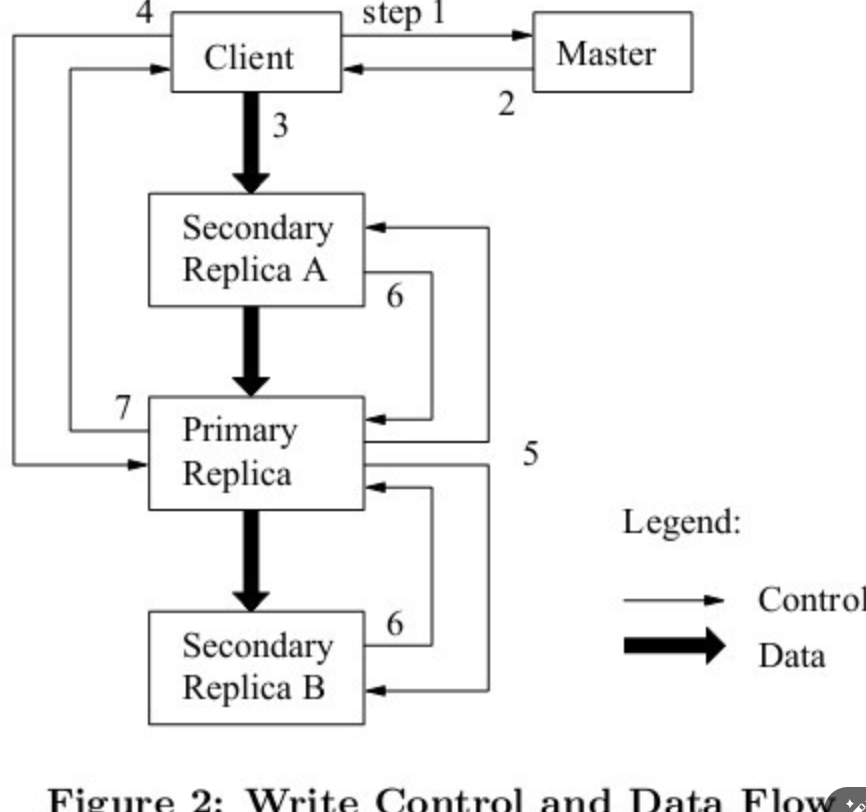 4
step 1
Client
Master
2
3
Secondary
Replica A
6
7
Primary
Replica
5
Legend:
Control
Data
6
Secondary
Replica B
Figure 2: Write Control and Data Flow